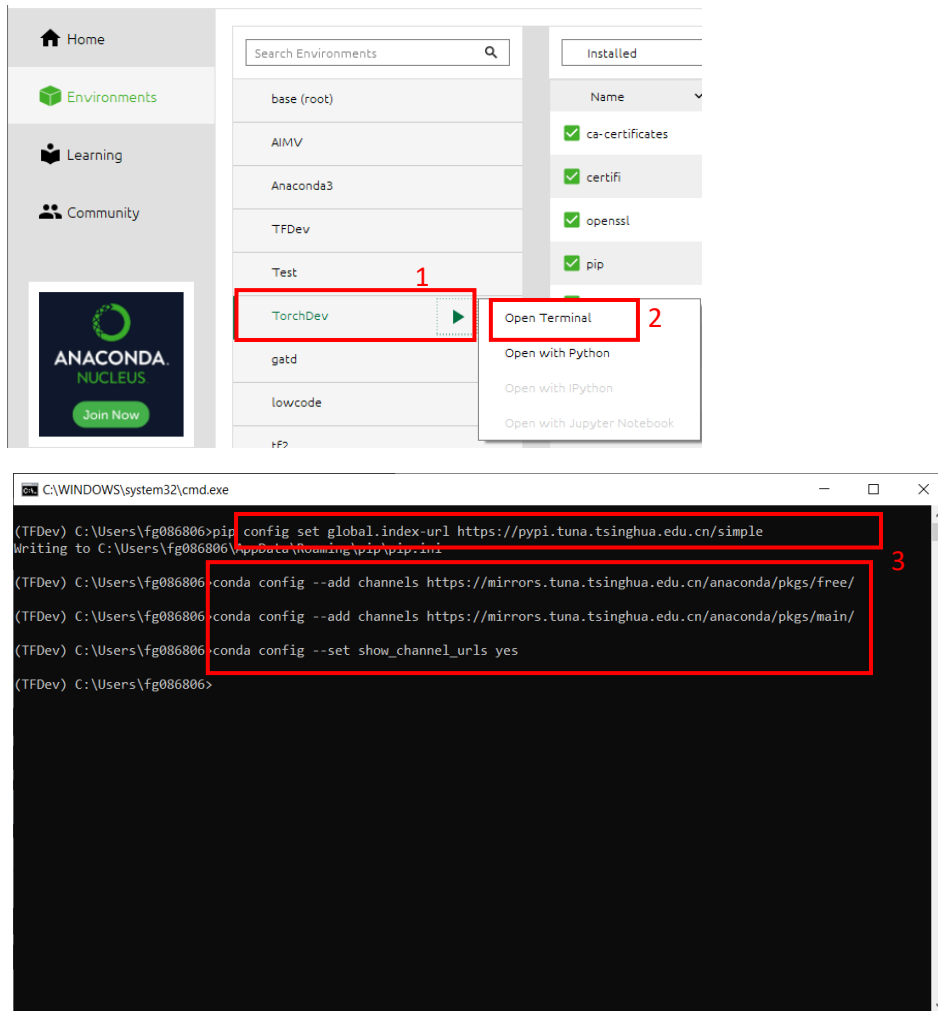 Home
Environments
Learning
Community
ANACONDA.
NUCLEUS
Join Now
Search Environments
base (root)
AIMV
Anaconda3
TFDev
Test
1
TorchDev
gatd
lowcode
tf2
Installed
Name
ca-certificates
certifi
openssl
pip
Open Terminal
2
Open with Python
Open with IPython
Open with Jupyter Notebook
C:\WINDOWS\system32\cmd.exe
(TFDev) C:\Users\fg086806>pip config set global.index-url https://pypi.tuna.tsinghua.edu.cn/simple
Writing to C:\Users\fg086806\AppData\Roaming\pip\pip.ini
3
(TFDev) C:\Users\fg086806>conda config --add channels https://mirrors.tuna.tsinghua.edu.cn/anaconda/pkgs/free/
(TFDev) C:\Users\fg086806>conda config --add channels https://mirrors.tuna.tsinghua.edu.cn/anaconda/pkgs/main/
(TFDev) C:\Users\fg086806>conda config --set show_channel_urls yes
(TFDev) C:\Users\fg086806>